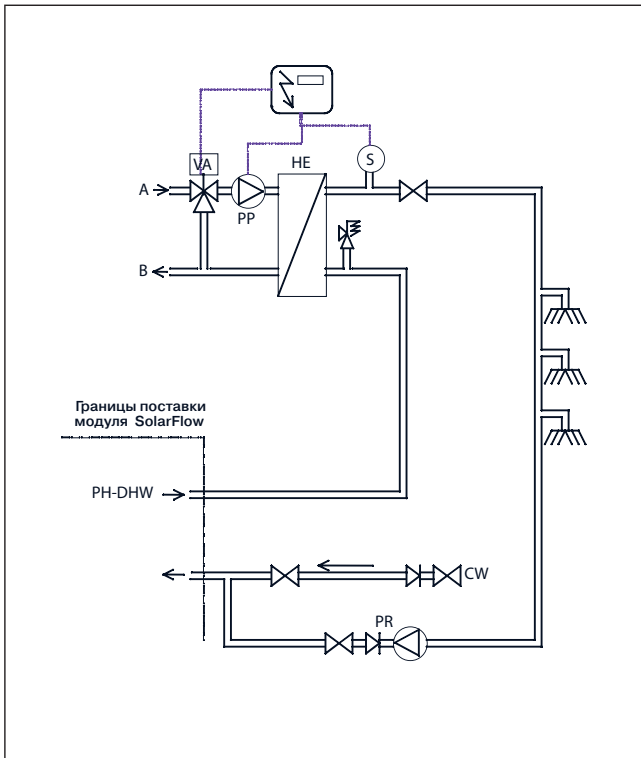 VA
HE
S
A
PP
B
Границы поставки
модуля SolarFlow
PH-DHW
CW
PR